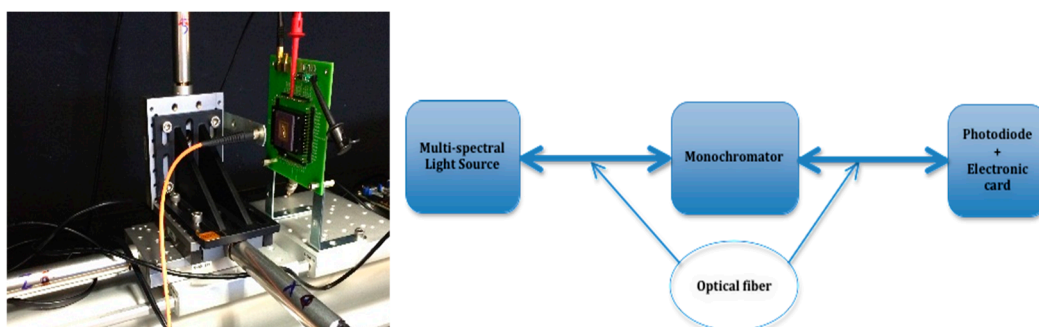 Multi-spectral
Light Source
Monochromator
Photodiode
+
Electronic
card
Optical fiber